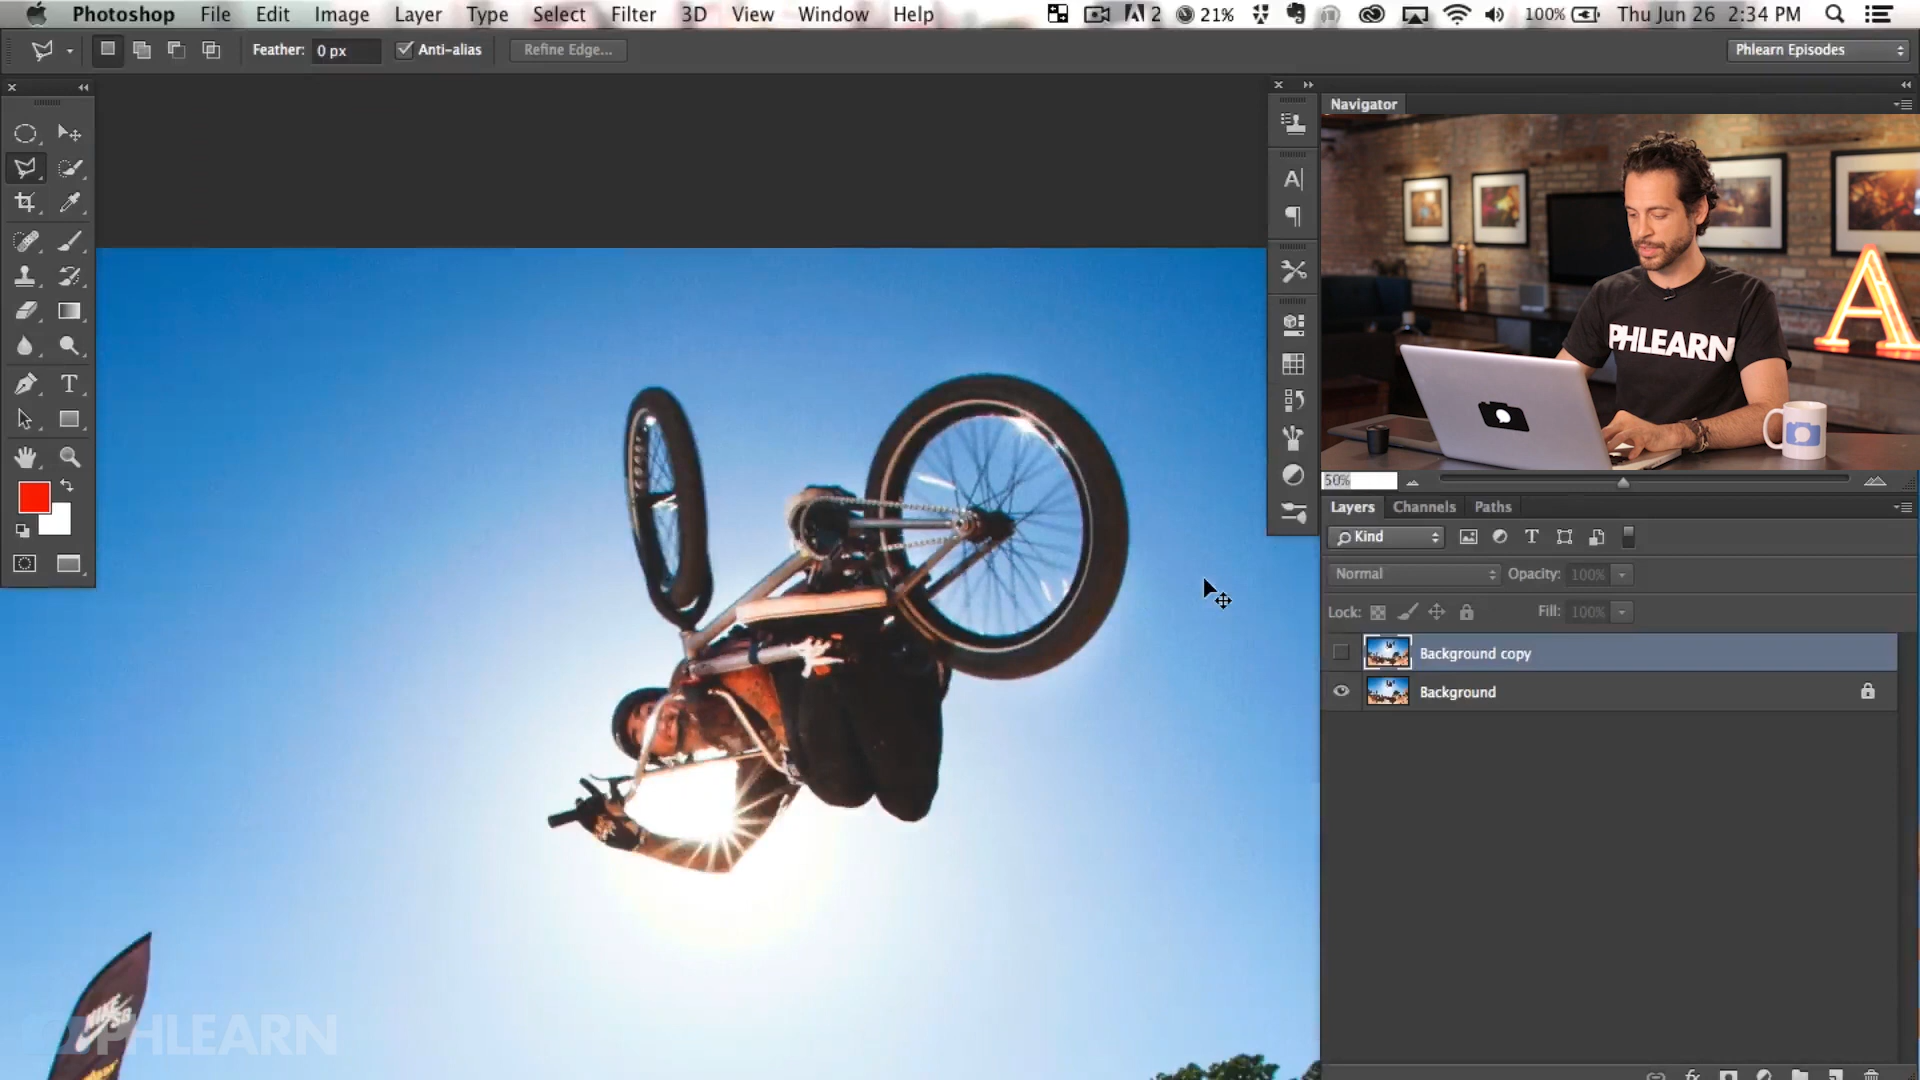 Photoshop File Edit Image Layer Type Select Filter 3D View Window Help 2 21% 100% Thu Jun 26 2:34 PM
Feather: 0 px Anti-alias Refine Edge... Phlearn Episodes
Navigator
PHLEARN
50%
Layers Channels Paths
Kind
Normal Opacity: 100%
Lock: Fill: 100%
Background copy
Background
NIKE SB
PHLEARN